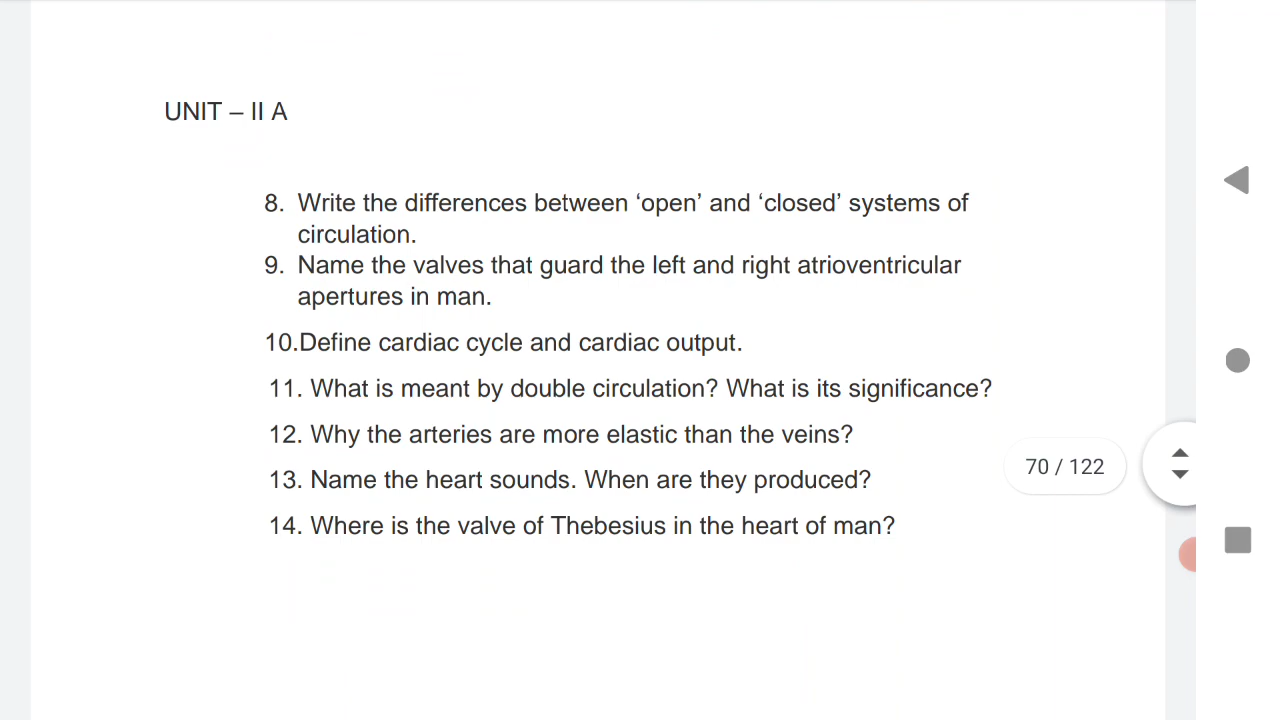 UNIT – II A
8. Write the differences between ‘open’ and ‘closed’ systems of
circulation.
9. Name the valves that guard the left and right atrioventricular
apertures in man.
10.Define cardiac cycle and cardiac output.
11. What is meant by double circulation? What is its significance?
12. Why the arteries are more elastic than the veins?
70 / 122
13. Name the heart sounds. When are they produced?
14. Where is the valve of Thebesius in the heart of man?